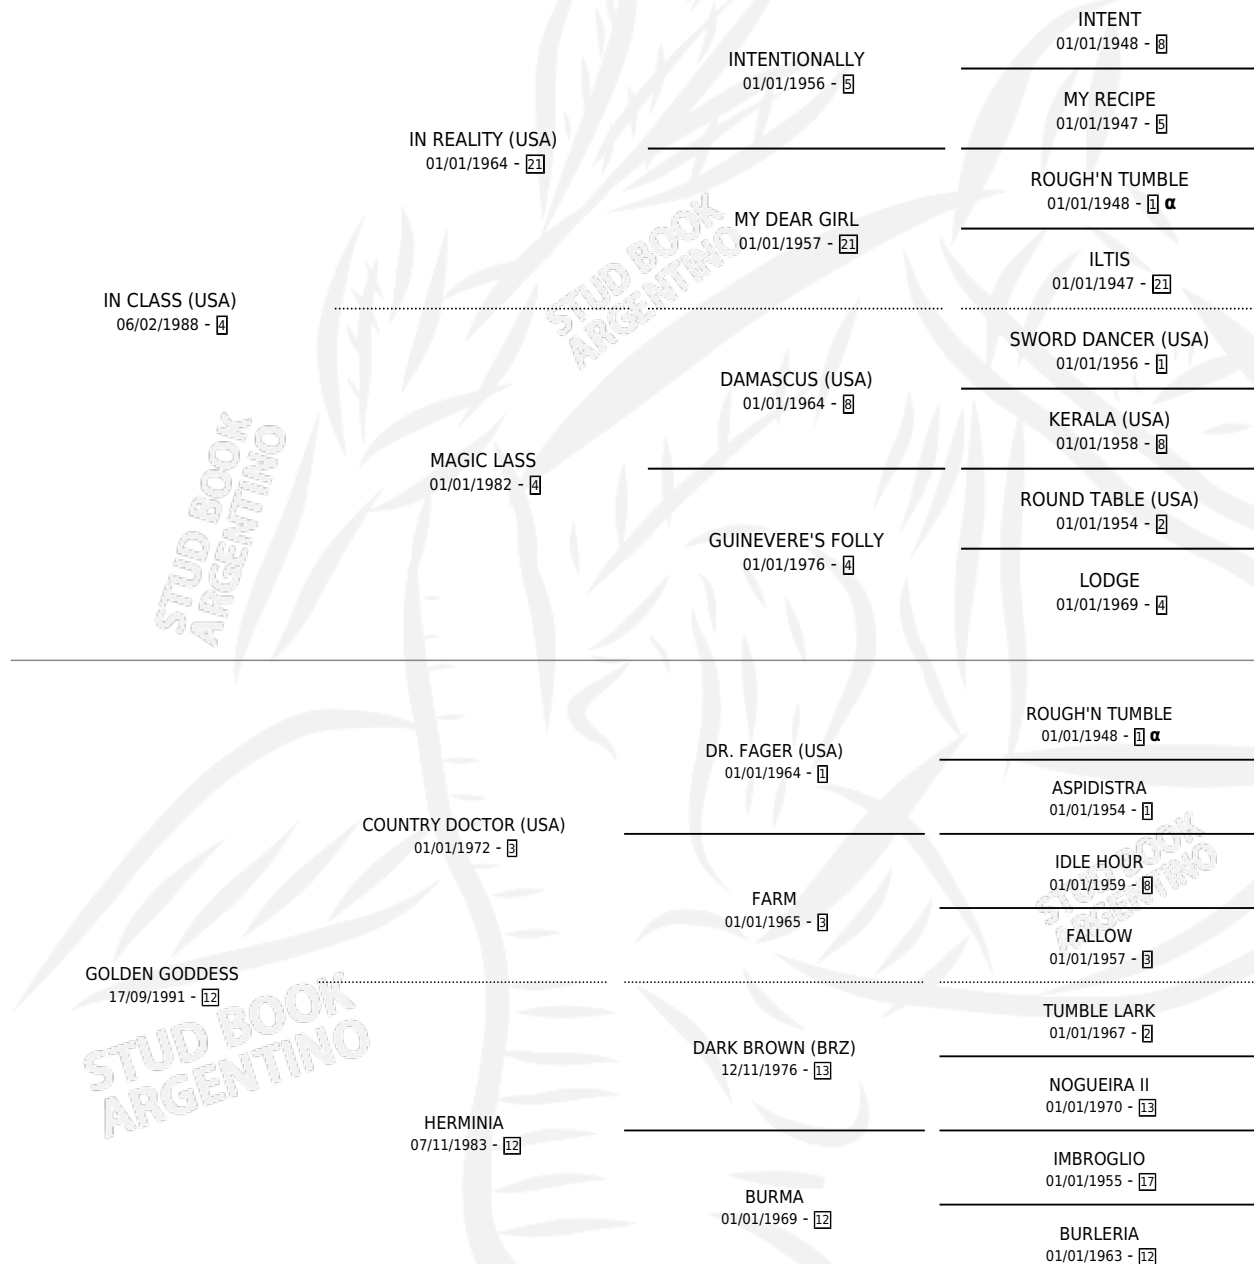 INTENT
01/01/1948 - 8
INTENTIONALLY
01/01/1956 - 5
MY RECIPE
01/01/1947 - 5
IN REALITY (USA)
01/01/1964 - 21
ROUGH'N TUMBLE
01/01/1948 - 1 α
MY DEAR GIRL
01/01/1957 - 21
ILTIS
01/01/1947 - 21
IN CLASS (USA)
06/02/1988 - 4
SWORD DANCER (USA)
01/01/1956 - 1
DAMASCUS (USA)
01/01/1964 - 8
KERALA (USA)
01/01/1958 - 8
MAGIC LASS
01/01/1982 - 4
ROUND TABLE (USA)
01/01/1954 - 2
GUINEVERE'S FOLLY
01/01/1976 - 4
LODGE
01/01/1969 - 4
STUD BOOK
ARGENTINO
STUD BOOK
ARGENTINO
ROUGH'N TUMBLE
01/01/1948 - 1 α
DR. FAGER (USA)
01/01/1964 - 1
ASPIDISTRA
01/01/1954 - 1
COUNTRY DOCTOR (USA)
01/01/1972 - 3
IDLE HOUR
01/01/1959 - 8
FARM
01/01/1965 - 3
FALLOW
01/01/1957 - 3
GOLDEN GODDESS
17/09/1991 - 12
TUMBLE LARK
01/01/1967 - 2
DARK BROWN (BRZ)
12/11/1976 - 13
NOGUEIRA II
01/01/1970 - 13
HERMINIA
07/11/1983 - 12
IMBROGLIO
01/01/1955 - 17
BURMA
01/01/1969 - 12
BURLERIA
01/01/1963 - 12
STUD BOOK
ARGENTINO
STUD BOOK
ARGENTINO